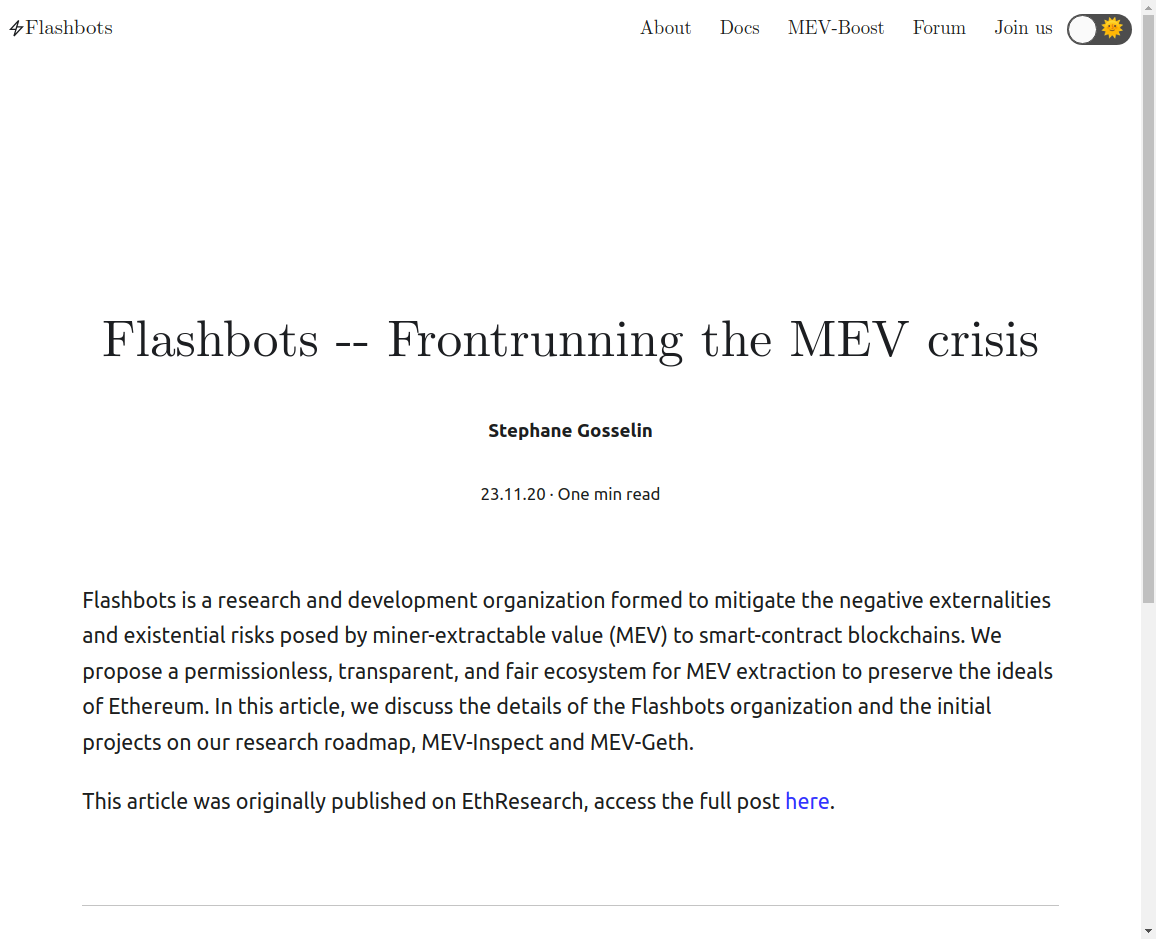 Flashbots About Docs MEV-Boost Forum Join us
Flashbots -- Frontrunning the MEV crisis
Stephane Gosselin
23.11.20 · One min read
Flashbots is a research and development organization formed to mitigate the negative externalities
and existential risks posed by miner-extractable value (MEV) to smart-contract blockchains. We
propose a permissionless, transparent, and fair ecosystem for MEV extraction to preserve the ideals
of Ethereum. In this article, we discuss the details of the Flashbots organization and the initial
projects on our research roadmap, MEV-Inspect and MEV-Geth.
This article was originally published on EthResearch, access the full post here.